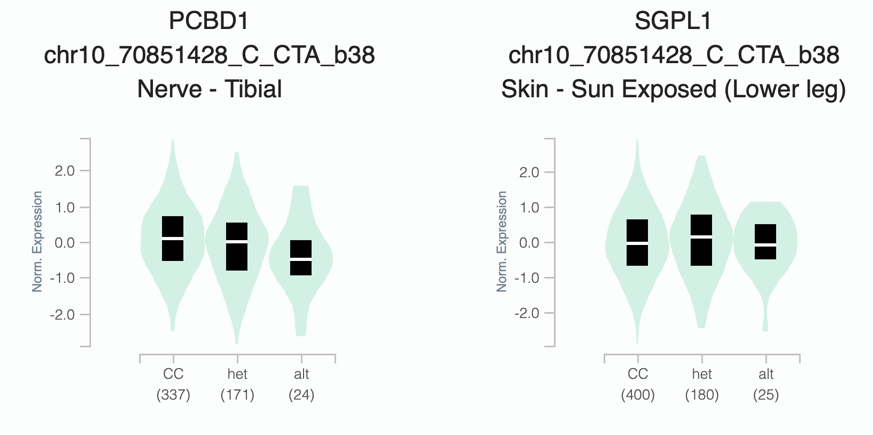 PCBD1
chr10_70851428_C_CTA_b38
Nerve - Tibial
Norm. Expression
2.0
1.0
0.0
-1.0
-2.0
CC
het
alt
(337)
(171)
(24)
SGPL1
chr10_70851428_C_CTA_b38
Skin - Sun Exposed (Lower leg)
Norm. Expression
2.0
1.0
0.0
-1.0
-2.0
CC
het
alt
(400)
(180)
(25)